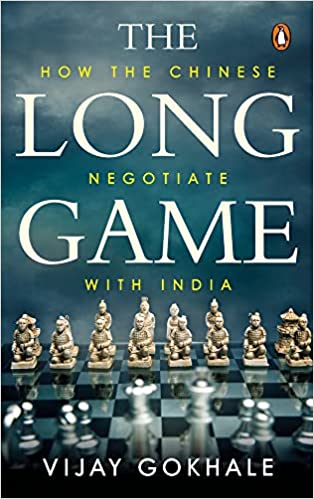 THE
HOW THE CHINESE
LONG
NEGOTIATE
GAME
WITH INDIA
VIJAY GOKHALE